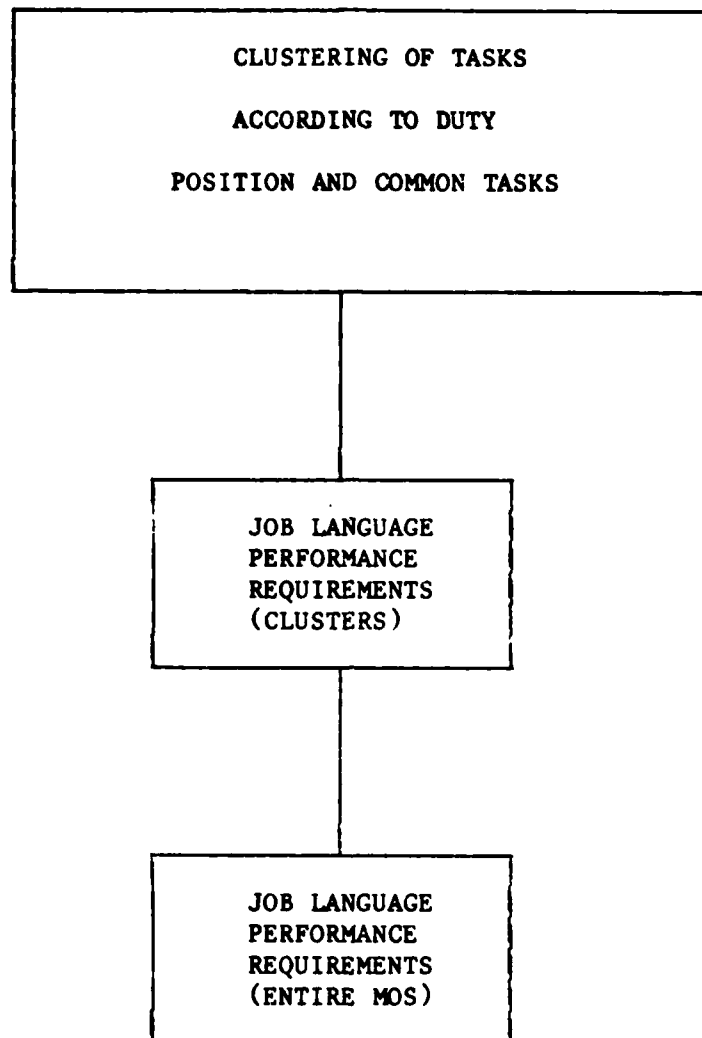 CLUSTERING OF TASKS
ACCORDING TO DUTY
POSITION AND COMMON TASKS
JOB LANGUAGE
PERFORMANCE
REQUIREMENTS
(CLUSTERS)
JOB LANGUAGE
PERFORMANCE
REQUIREMENTS
(ENTIRE MOS)